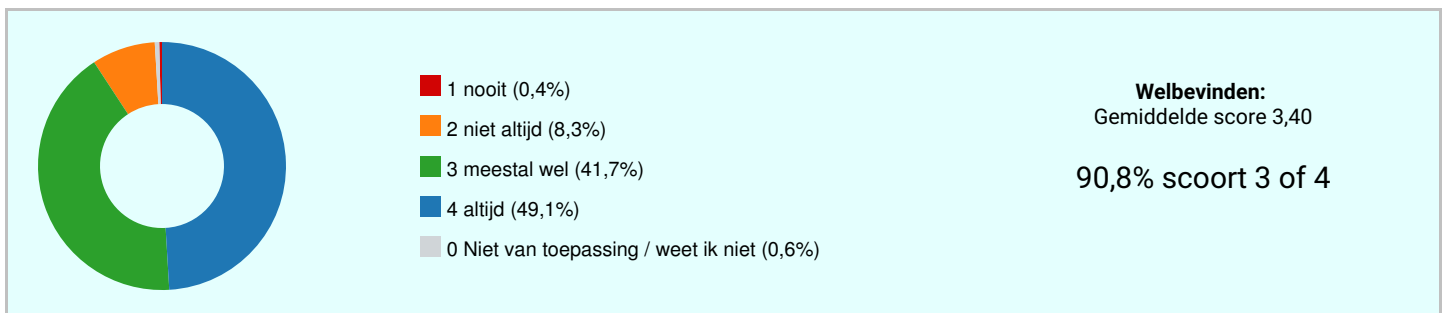 1 nooit (0,4%)
2 niet altijd (8,3%)
3 meestal wel (41,7%)
4 altijd (49,1%)
0 Niet van toepassing / weet ik niet (0,6%)
Welbevinden:
Gemiddelde score 3,40
90,8% scoort 3 of 4